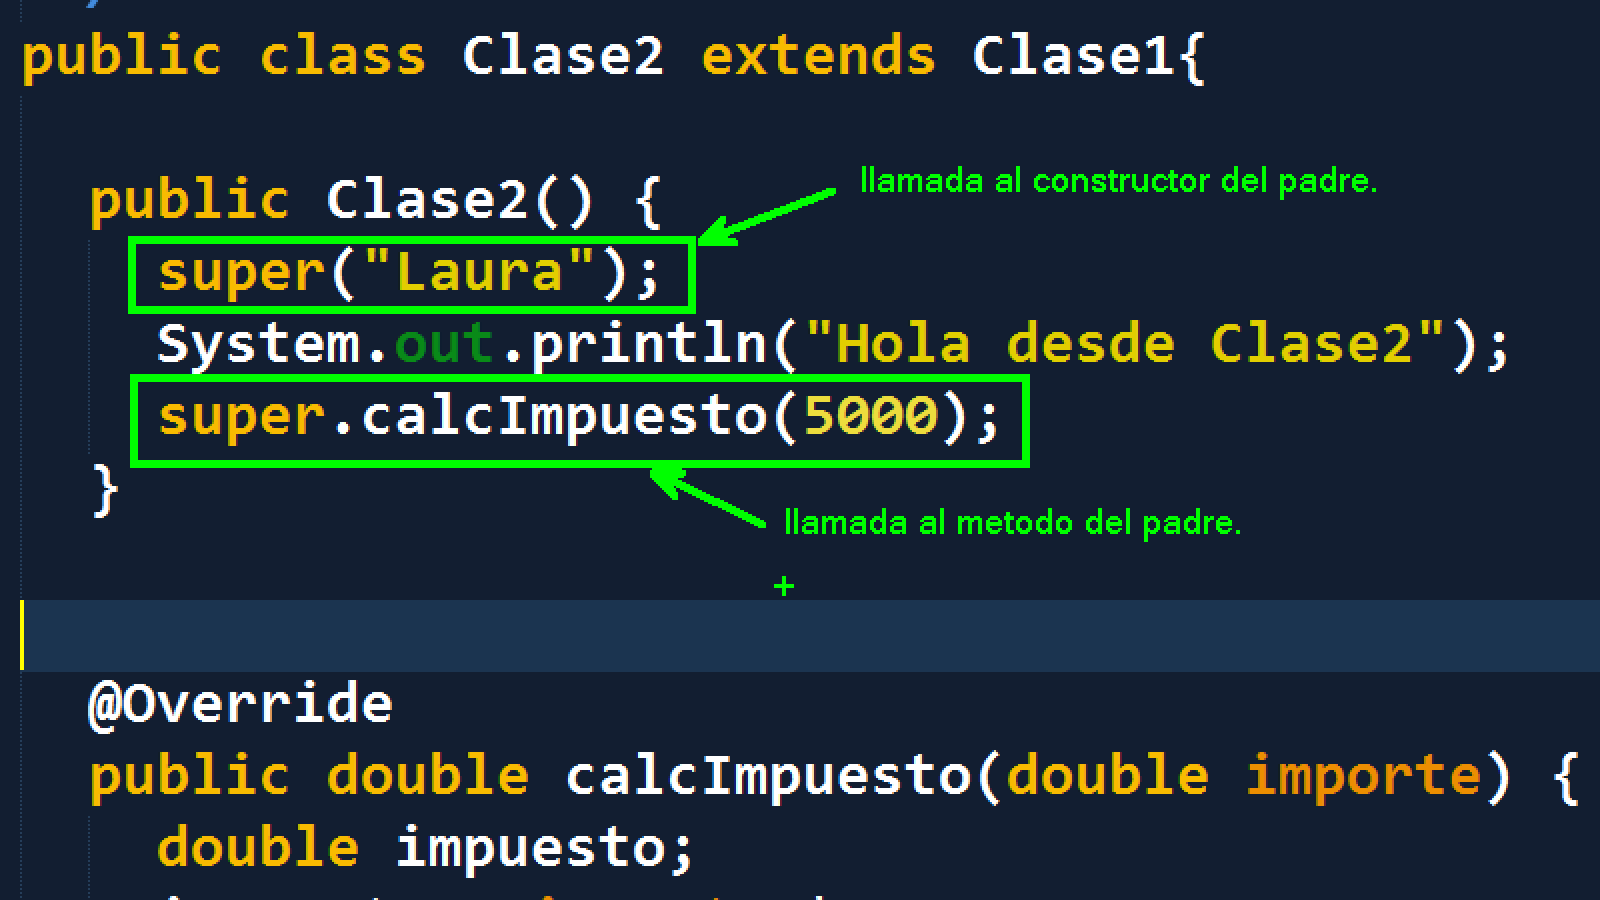 public class Clase2 extends Clase1{
llamada al constructor del padre.
public Clase2() {
super("Laura");
System.out.println("Hola desde Clase2");
super.calcImpuesto(5000);
}
llamada al metodo del padre.
@Override
public double calcImpuesto(double importe) {
double impuesto;